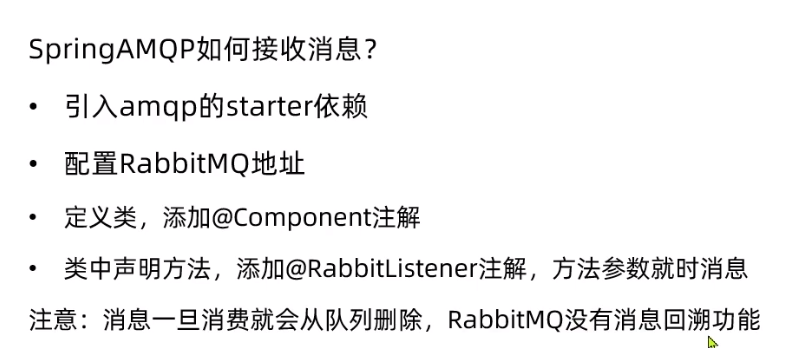 SpringAMQP如何接收消息？
• 引入amqp的starter依赖
• 配置RabbitMQ地址
• 定义类，添加@Component注解
• 类中声明方法，添加@RabbitListener注解，方法参数就时消息
注意：消息一旦消费就会从队列删除，RabbitMQ没有消息回溯功能